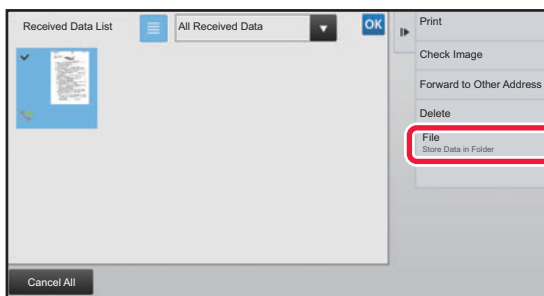 Received Data List
All Received Data
OK
Print
Check Image
Forward to Other Address
Delete
File
Store Data in Folder
Cancel All